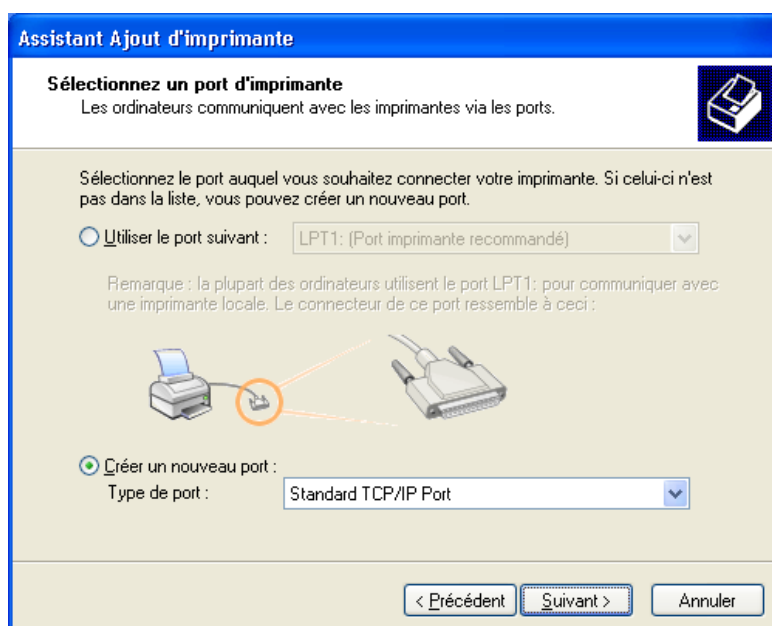 Assistant Ajout d'imprimante
Sélectionnez un port d'imprimante
Les ordinateurs communiquent avec les imprimantes via les ports.
Sélectionnez le port auquel vous souhaitez connecter votre imprimante. Si celui-ci n'est
pas dans la liste, vous pouvez créer un nouveau port.
Utiliser le port suivant : LPT1: (Port imprimante recommandé)
Remarque : la plupart des ordinateurs utilisent le port LPT1: pour communiquer avec
une imprimante locale. Le connecteur de ce port ressemble à ceci :
Créer un nouveau port :
Type de port : Standard TCP/IP Port
< Précédent Suivant > Annuler